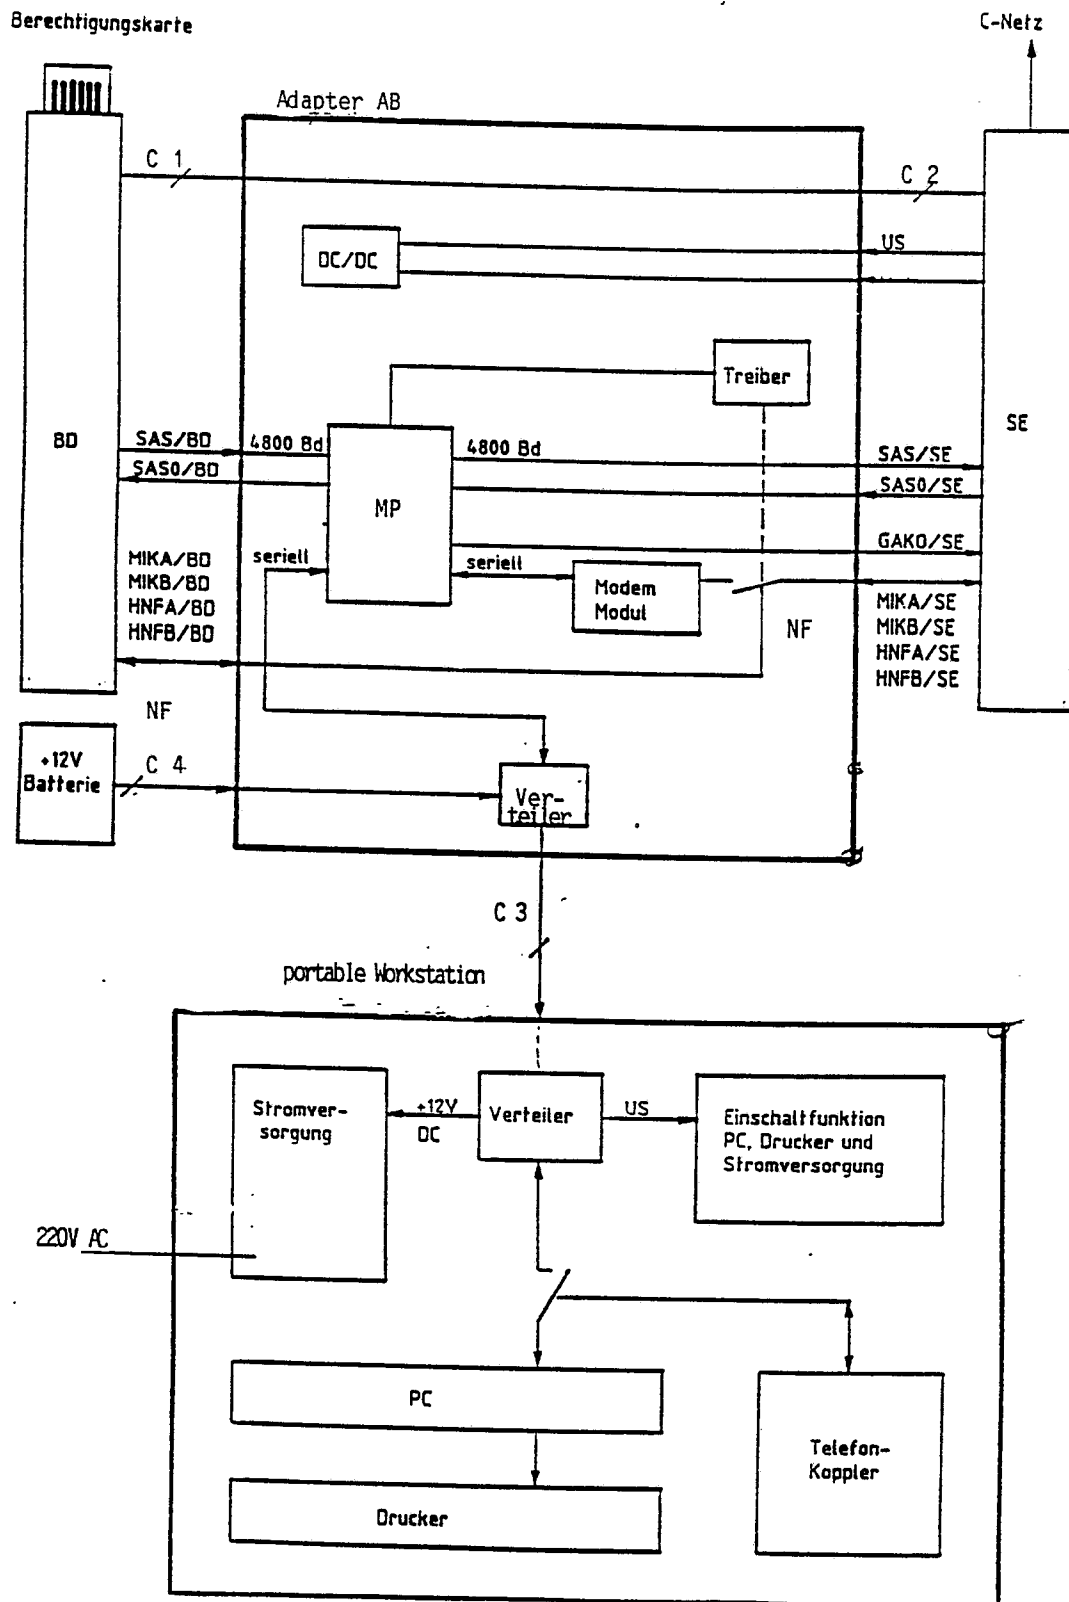 Berechtigungskarte
C-Netz
Adapter AB
C 1
C 2
DC/DC
US
Treiber
BD
SE
SAS/BD
4800 Bd
4800 Bd
SAS/SE
SASO/BD
SASO/SE
MP
GAKO/SE
MIKA/BD
MIKB/BD
HNFA/BD
HNFB/BD
seriell
seriell
Modem
Modul
NF
MIKA/SE
MIKB/SE
HNFA/SE
HNFB/SE
NF
+12V
Batterie
C 4
Ver-
teiler
C 3
portable Workstation
Stromver-
sorgung
+12V
DC
Verteiler
US
Einschaltfunktion
PC, Drucker und
Stromversorgung
220V AC
PC
Telefon-
Koppler
Drucker